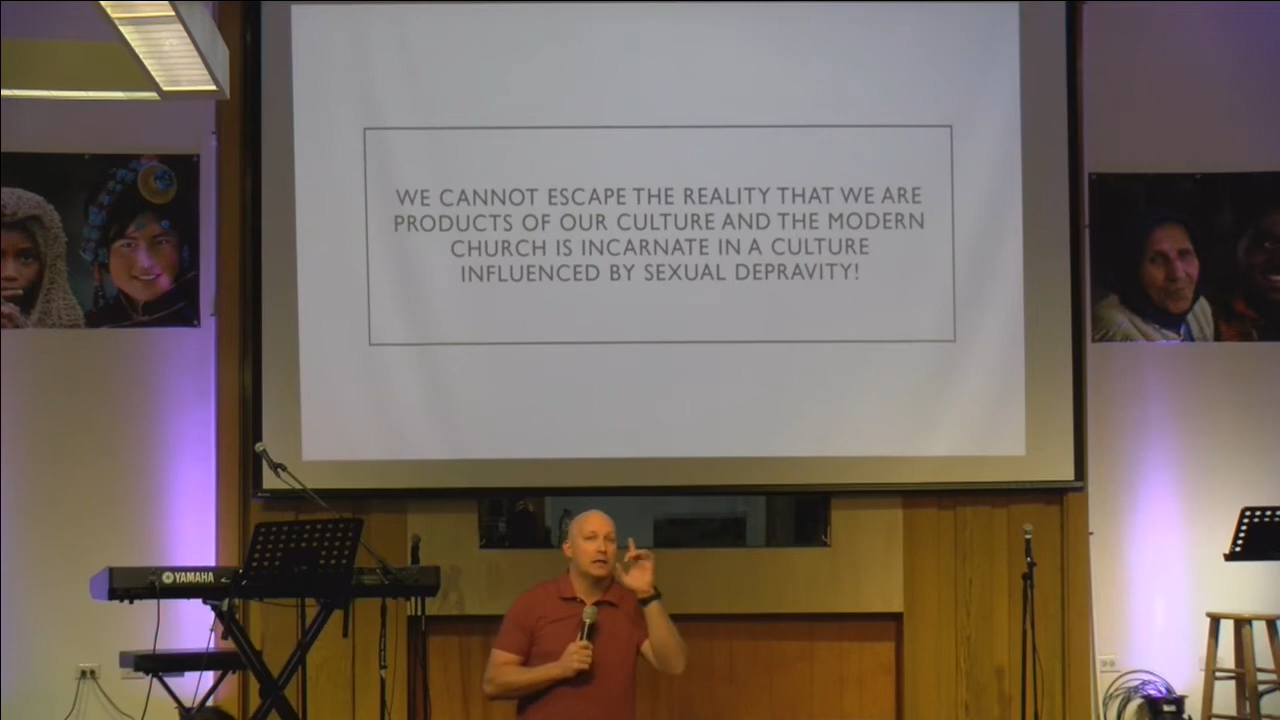 WE CANNOT ESCAPE THE REALITY THAT WE ARE
PRODUCTS OF OUR CULTURE AND THE MODERN
CHURCH IS INCARNATE IN A CULTURE
INFLUENCED BY SEXUAL DEPRAVITY!
YAMAHA